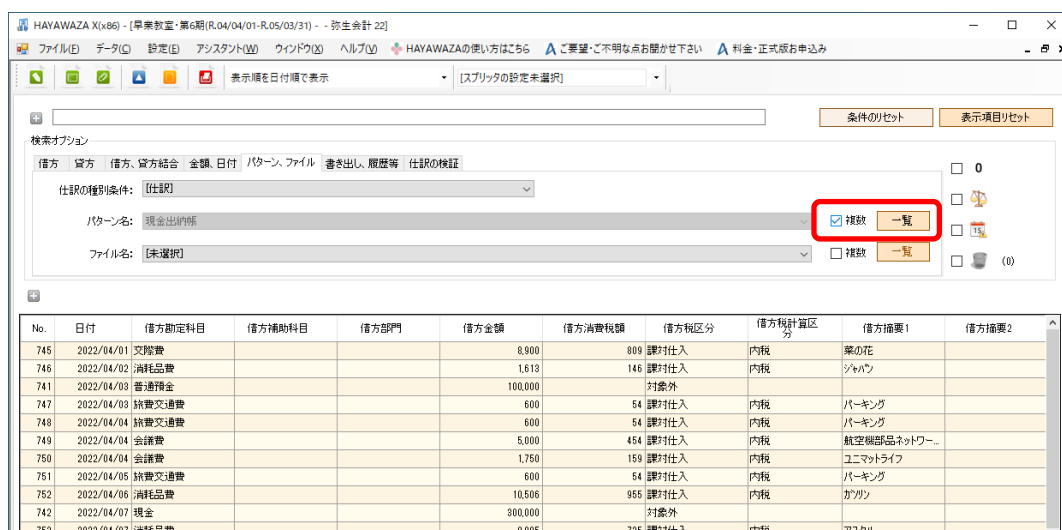 HAYAWAZA X(x86) - [早業教室・第6期(R.04/04/01-R.05/03/31) - - 弥生会計 22]
ファイル(F) データ(C) 設定(E) アシスタント(W) ウインドウ(X) ヘルプ(V) HAYAWAZAの使い方はこちら ご要望・ご不明な点お聞かせ下さい 料金・正式版お申込み
表示順を日付順で表示 [スプリッタの設定未選択]
条件のリセット 表示項目リセット
検索オプション
借方 貸方 借方、貸方結合 金額、日付 パターン、ファイル 書き出し、履歴等 仕訳の検証
0
仕訳の種別条件: [仕訳]
パターン名: 現金出納帳 複数 一覧
15
ファイル名: [未選択] 複数 一覧
(0)
No. 日付 借方勘定科目 借方補助科目 借方部門 借方金額 借方消費税額 借方税区分 借方税計算区分 借方摘要1 借方摘要2
745 2022/04/01 交際費 8,900 809 課対仕入 内税 菜の花
746 2022/04/02 消耗品費 1,613 146 課対仕入 内税 ジャパン
741 2022/04/03 普通預金 100,000 対象外
747 2022/04/03 旅費交通費 600 54 課対仕入 内税 パーキング
748 2022/04/04 旅費交通費 600 54 課対仕入 内税 パーキング
749 2022/04/04 会議費 5,000 454 課対仕入 内税 航空機部品ネットワー...
750 2022/04/04 会議費 1,750 159 課対仕入 内税 ユニマットライフ
751 2022/04/05 旅費交通費 600 54 課対仕入 内税 パーキング
752 2022/04/06 消耗品費 10,506 955 課対仕入 内税 ガソリン
742 2022/04/07 現金 300,000 対象外